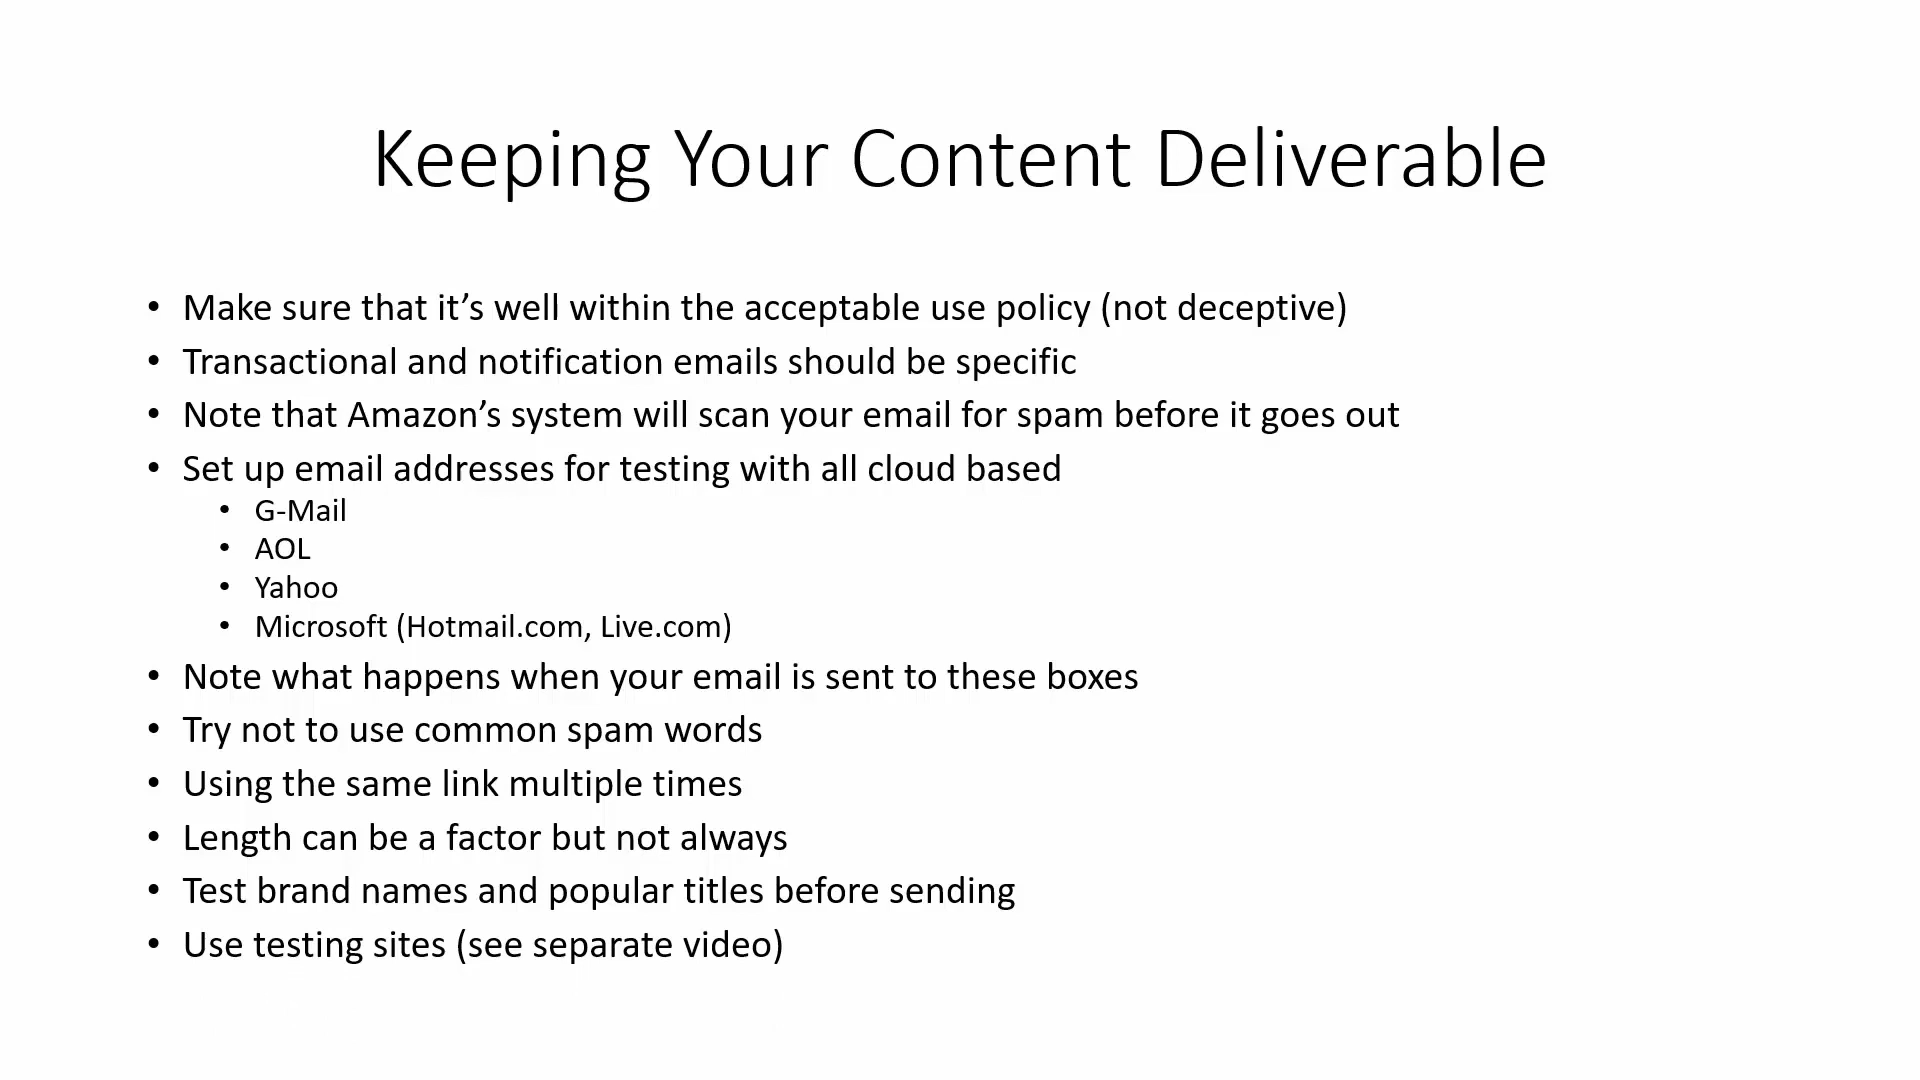 Keeping Your Content Deliverable
• Make sure that it’s well within the acceptable use policy (not deceptive)
• Transactional and notification emails should be specific
• Note that Amazon’s system will scan your email for spam before it goes out
• Set up email addresses for testing with all cloud based
• G-Mail
• AOL
• Yahoo
• Microsoft (Hotmail.com, Live.com)
• Note what happens when your email is sent to these boxes
• Try not to use common spam words
• Using the same link multiple times
• Length can be a factor but not always
• Test brand names and popular titles before sending
• Use testing sites (see separate video)